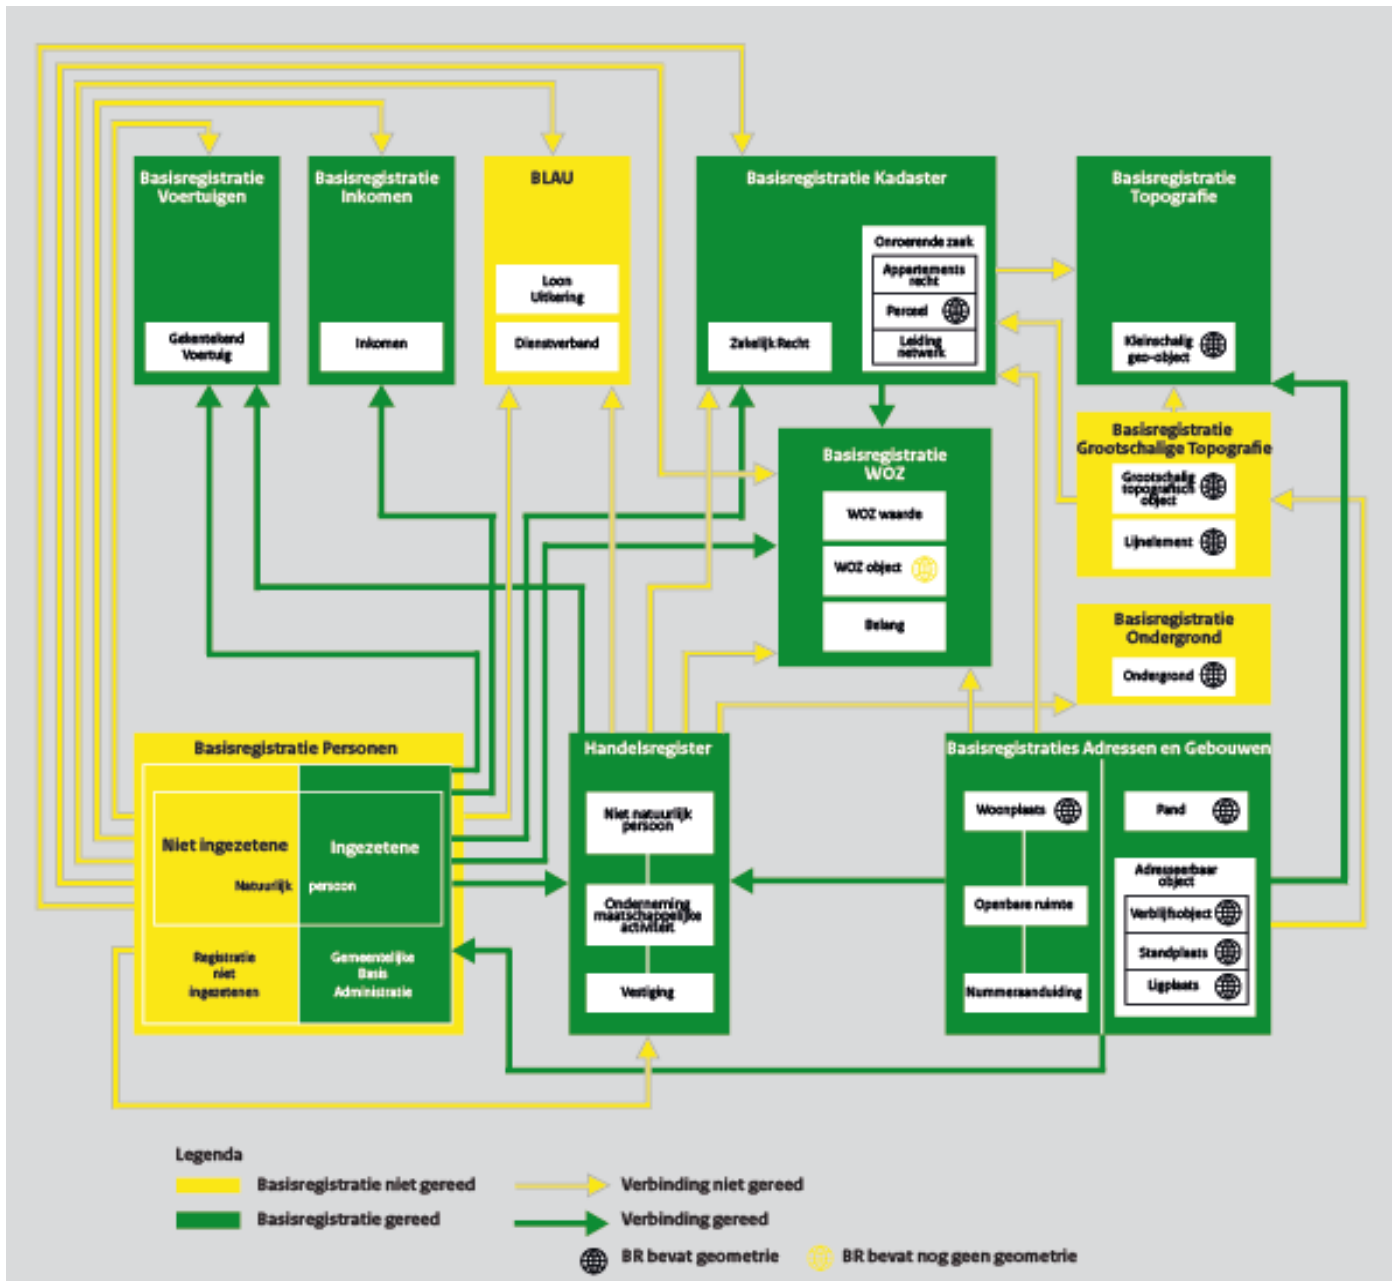 Basisregistratie
Voertuigen
Gekentekend
Voertuig
Basisregistratie
Inkomen
Inkomen
BLAU
Loon
Uitkering
Dienstverband
Basisregistratie Kadaster
Zakelijk Recht
Onroerende zaak
Appartements
recht
Perceel
Leiding
netwerk
Basisregistratie
Topografie
Kleinschalig
geo-object
Basisregistratie
Grootschalige Topografie
Grootschalig
topografisch
object
Lijnelement
Basisregistratie
WOZ
WOZ waarde
WOZ object
Belang
Basisregistratie
Ondergrond
Ondergrond
Basisregistratie Personen
Niet ingezetene
Ingezetene
Natuurlijk persoon
Registratie
niet
ingezetenen
Gemeentelijke
Basis
Administratie
Handelsregister
Niet natuurlijk
persoon
Onderneming
maatschappelijke
activiteit
Vestiging
Basisregistraties Adressen en Gebouwen
Woonplaats
Openbare ruimte
Nummeraanduiding
Pand
Adresseerbaar
object
Verblijfsobject
Standplaats
Ligplaats
Legenda
Basisregistratie niet gereed
Verbinding niet gereed
Basisregistratie gereed
Verbinding gereed
BR bevat geometrie
BR bevat nog geen geometrie